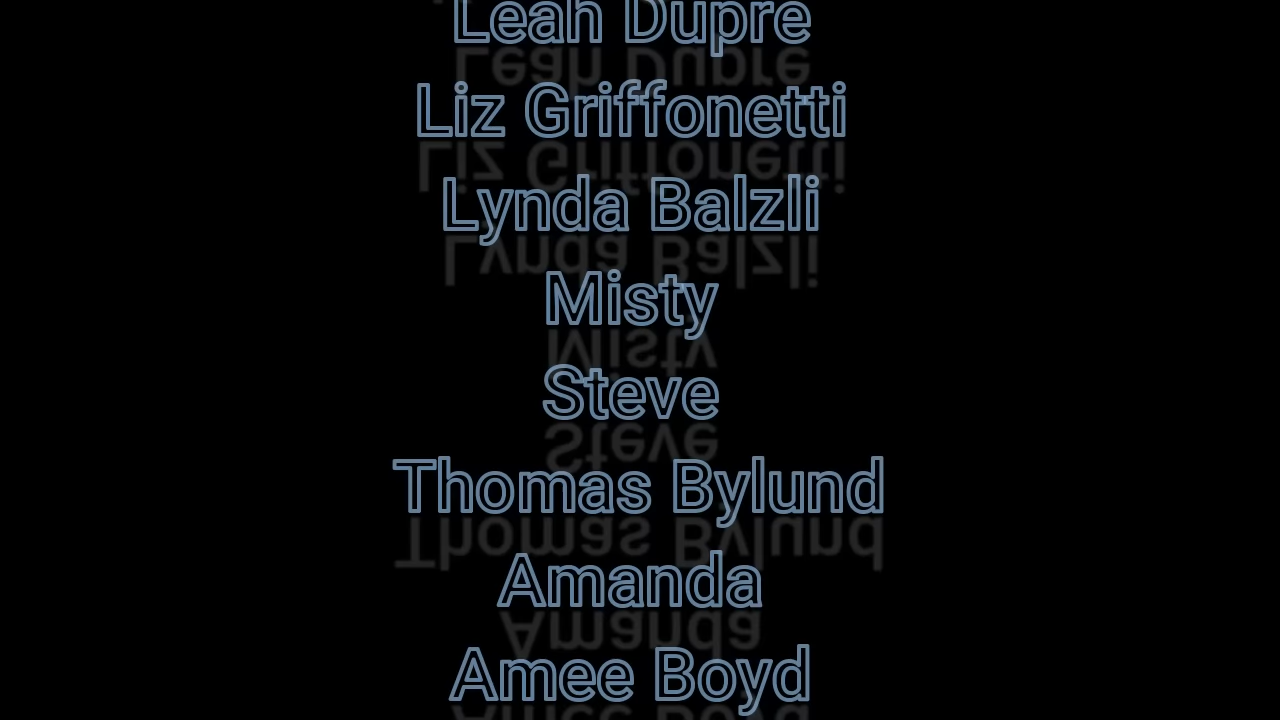 Leah Dupre
Liz Griffonetti
Lynda Balzli
Misty
Steve
Thomas Bylund
Amanda
Amee Boyd